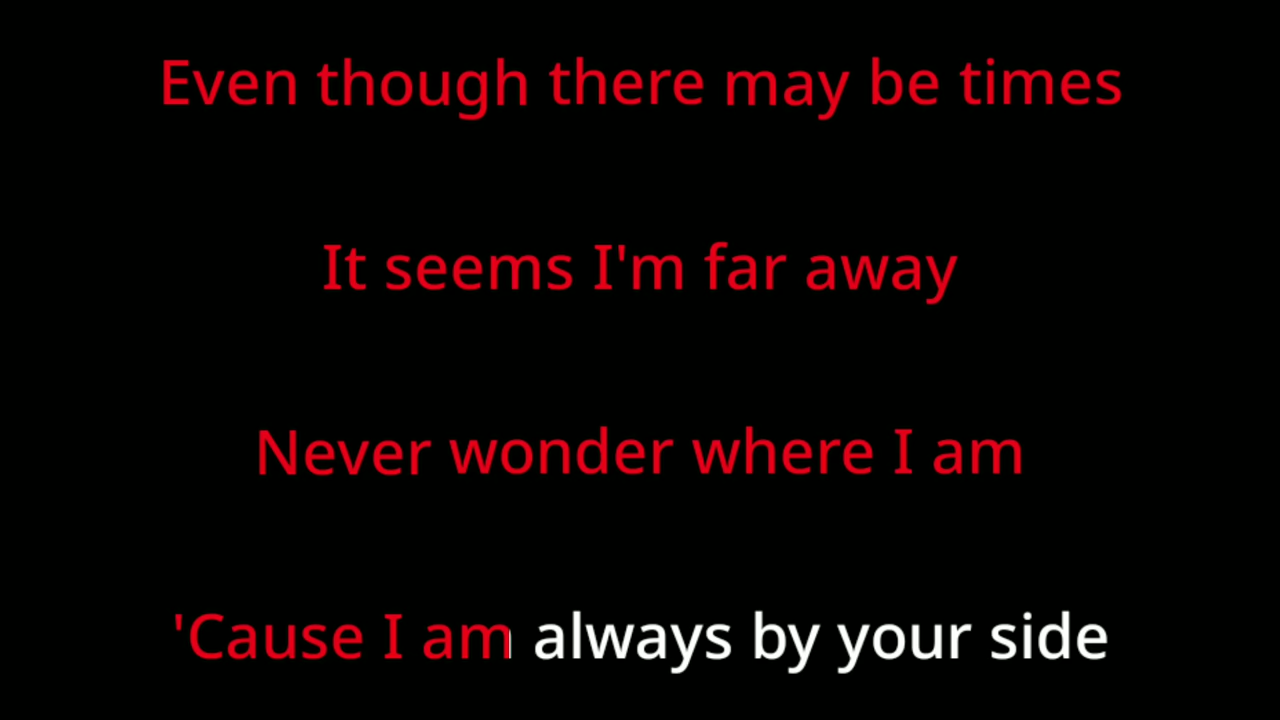 Even though there may be times
It seems I'm far away
Never wonder where I am
'Cause I am always by your side